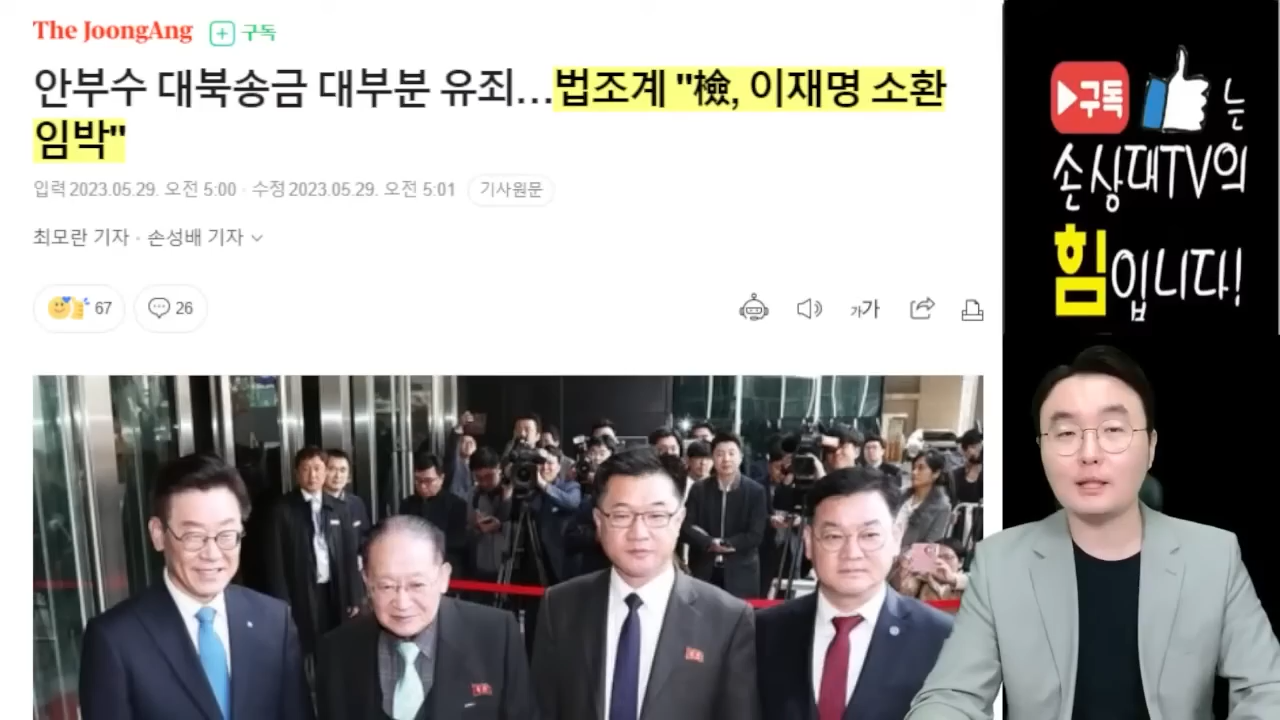 The JoongAng + 구독
안부수 대북송금 대부분 유죄…법조계 "檢, 이재명 소환
임박"
입력 2023.05.29. 오전 5:00 · 수정 2023.05.29. 오전 5:01 기사원문
최모란 기자 · 손성배 기자
67 26
가가
구독 는
손상대TV의
힘입니다!